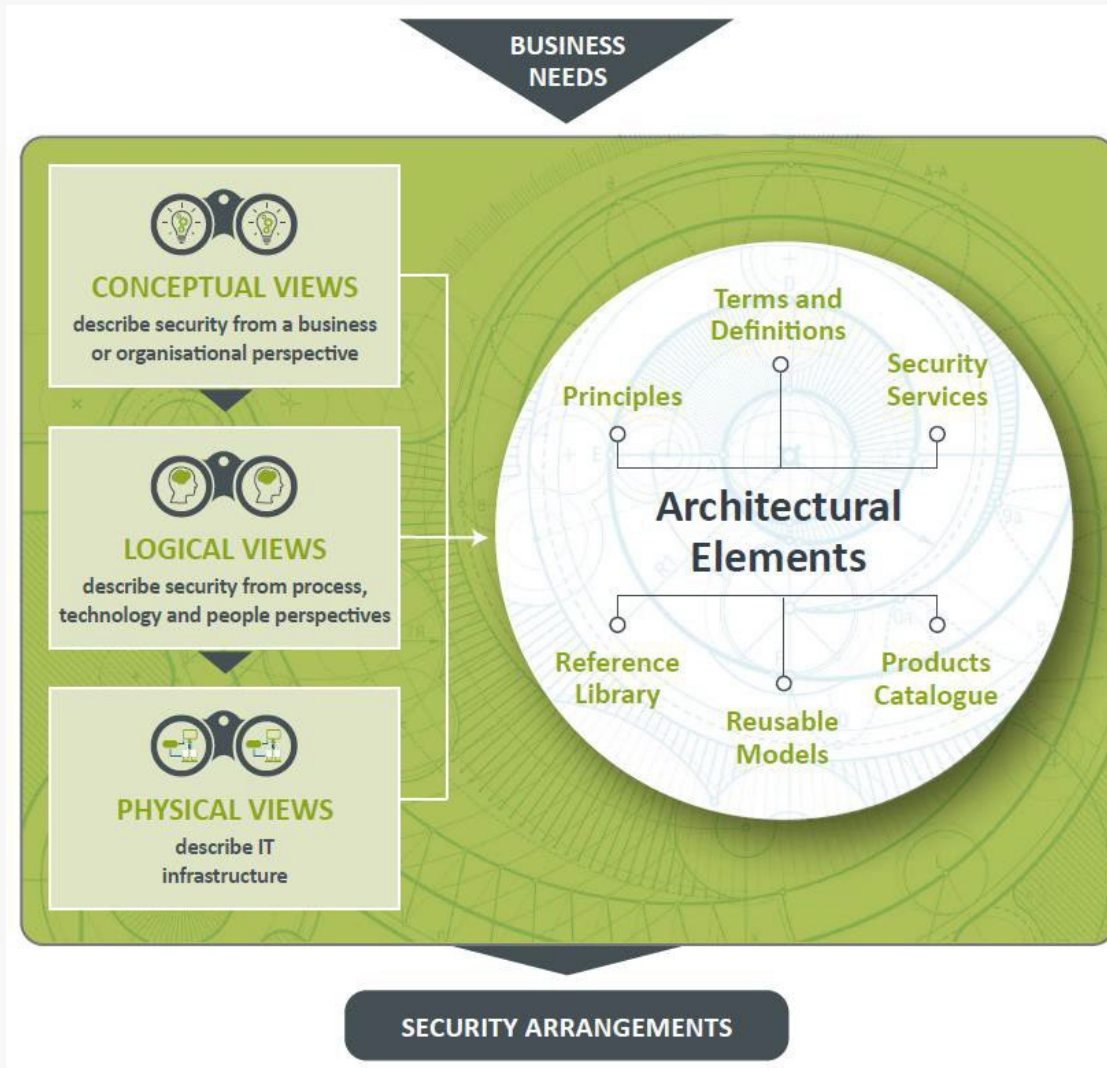 BUSINESS
NEEDS
CONCEPTUAL VIEWS
describe security from a business
or organisational perspective
LOGICAL VIEWS
describe security from process,
technology and people perspectives
PHYSICAL VIEWS
describe IT
infrastructure
Terms and
Definitions
Principles
Security
Services
Architectural
Elements
Reference
Library
Reusable
Models
Products
Catalogue
SECURITY ARRANGEMENTS